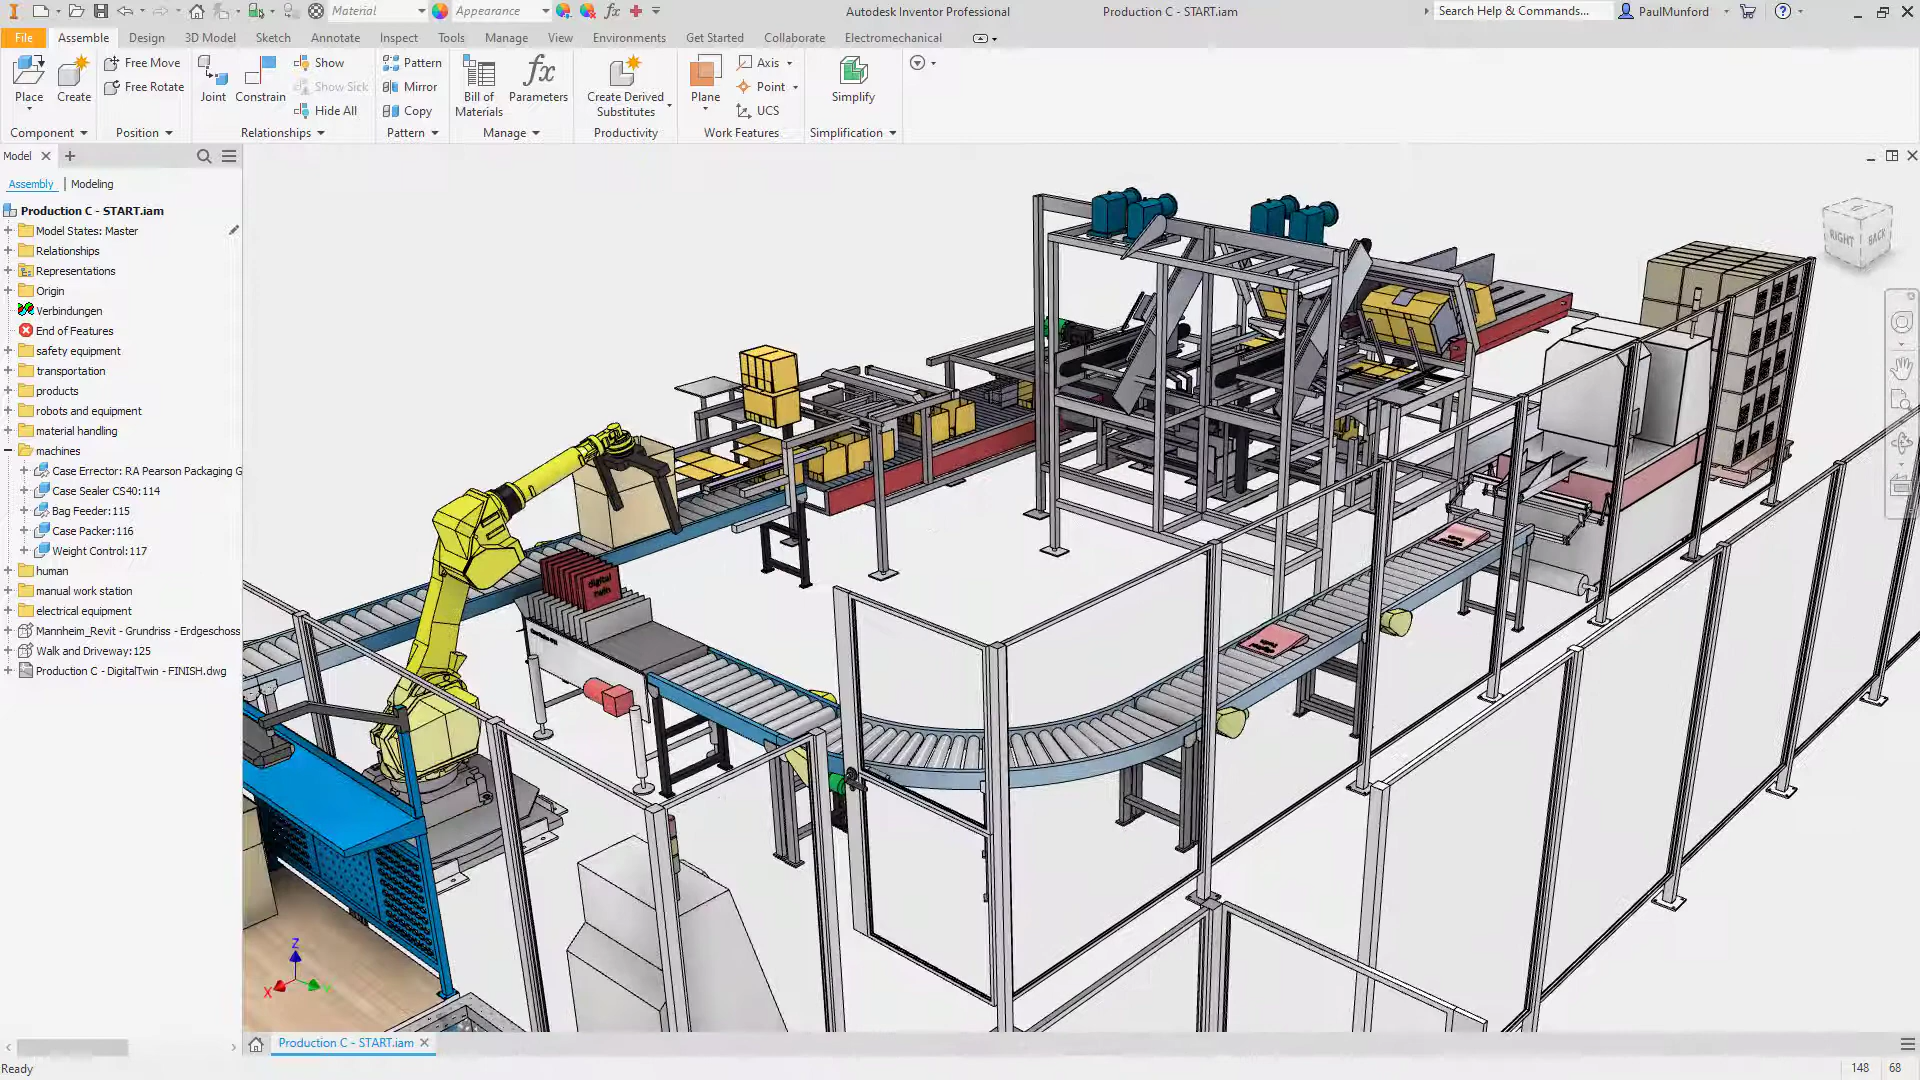 Material
Appearance
Autodesk Inventor Professional
Production C - START.iam
Search Help & Commands...
PaulMunford
File
Assemble
Design
3D Model
Sketch
Annotate
Inspect
Tools
Manage
View
Environments
Get Started
Collaborate
Electromechanical
Place
Create
Free Move
Free Rotate
Joint
Constrain
Show
Show Sick
Hide All
Pattern
Mirror
Copy
Bill of
Materials
Parameters
Create Derived
Substitutes
Plane
Axis
Point
UCS
Simplify
Component
Position
Relationships
Pattern
Manage
Productivity
Work Features
Simplification
Model
Assembly
Modeling
Production C - START.iam
Model States: Master
Relationships
Representations
Origin
Verbindungen
End of Features
safety equipment
transportation
products
robots and equipment
material handling
machines
Case Errector: RA Pearson Packaging G
Case Sealer CS40:114
Bag Feeder:115
Case Packer:116
Weight Control:117
human
manual work station
electrical equipment
Mannheim_Revit - Grundriss - Erdgeschoss
Walk and Driveway:125
Production C - DigitalTwin - FINISH.dwg
RIGHT
BACK
digital
twin
Z
X
Y
Production C - START.iam
Ready
148
68